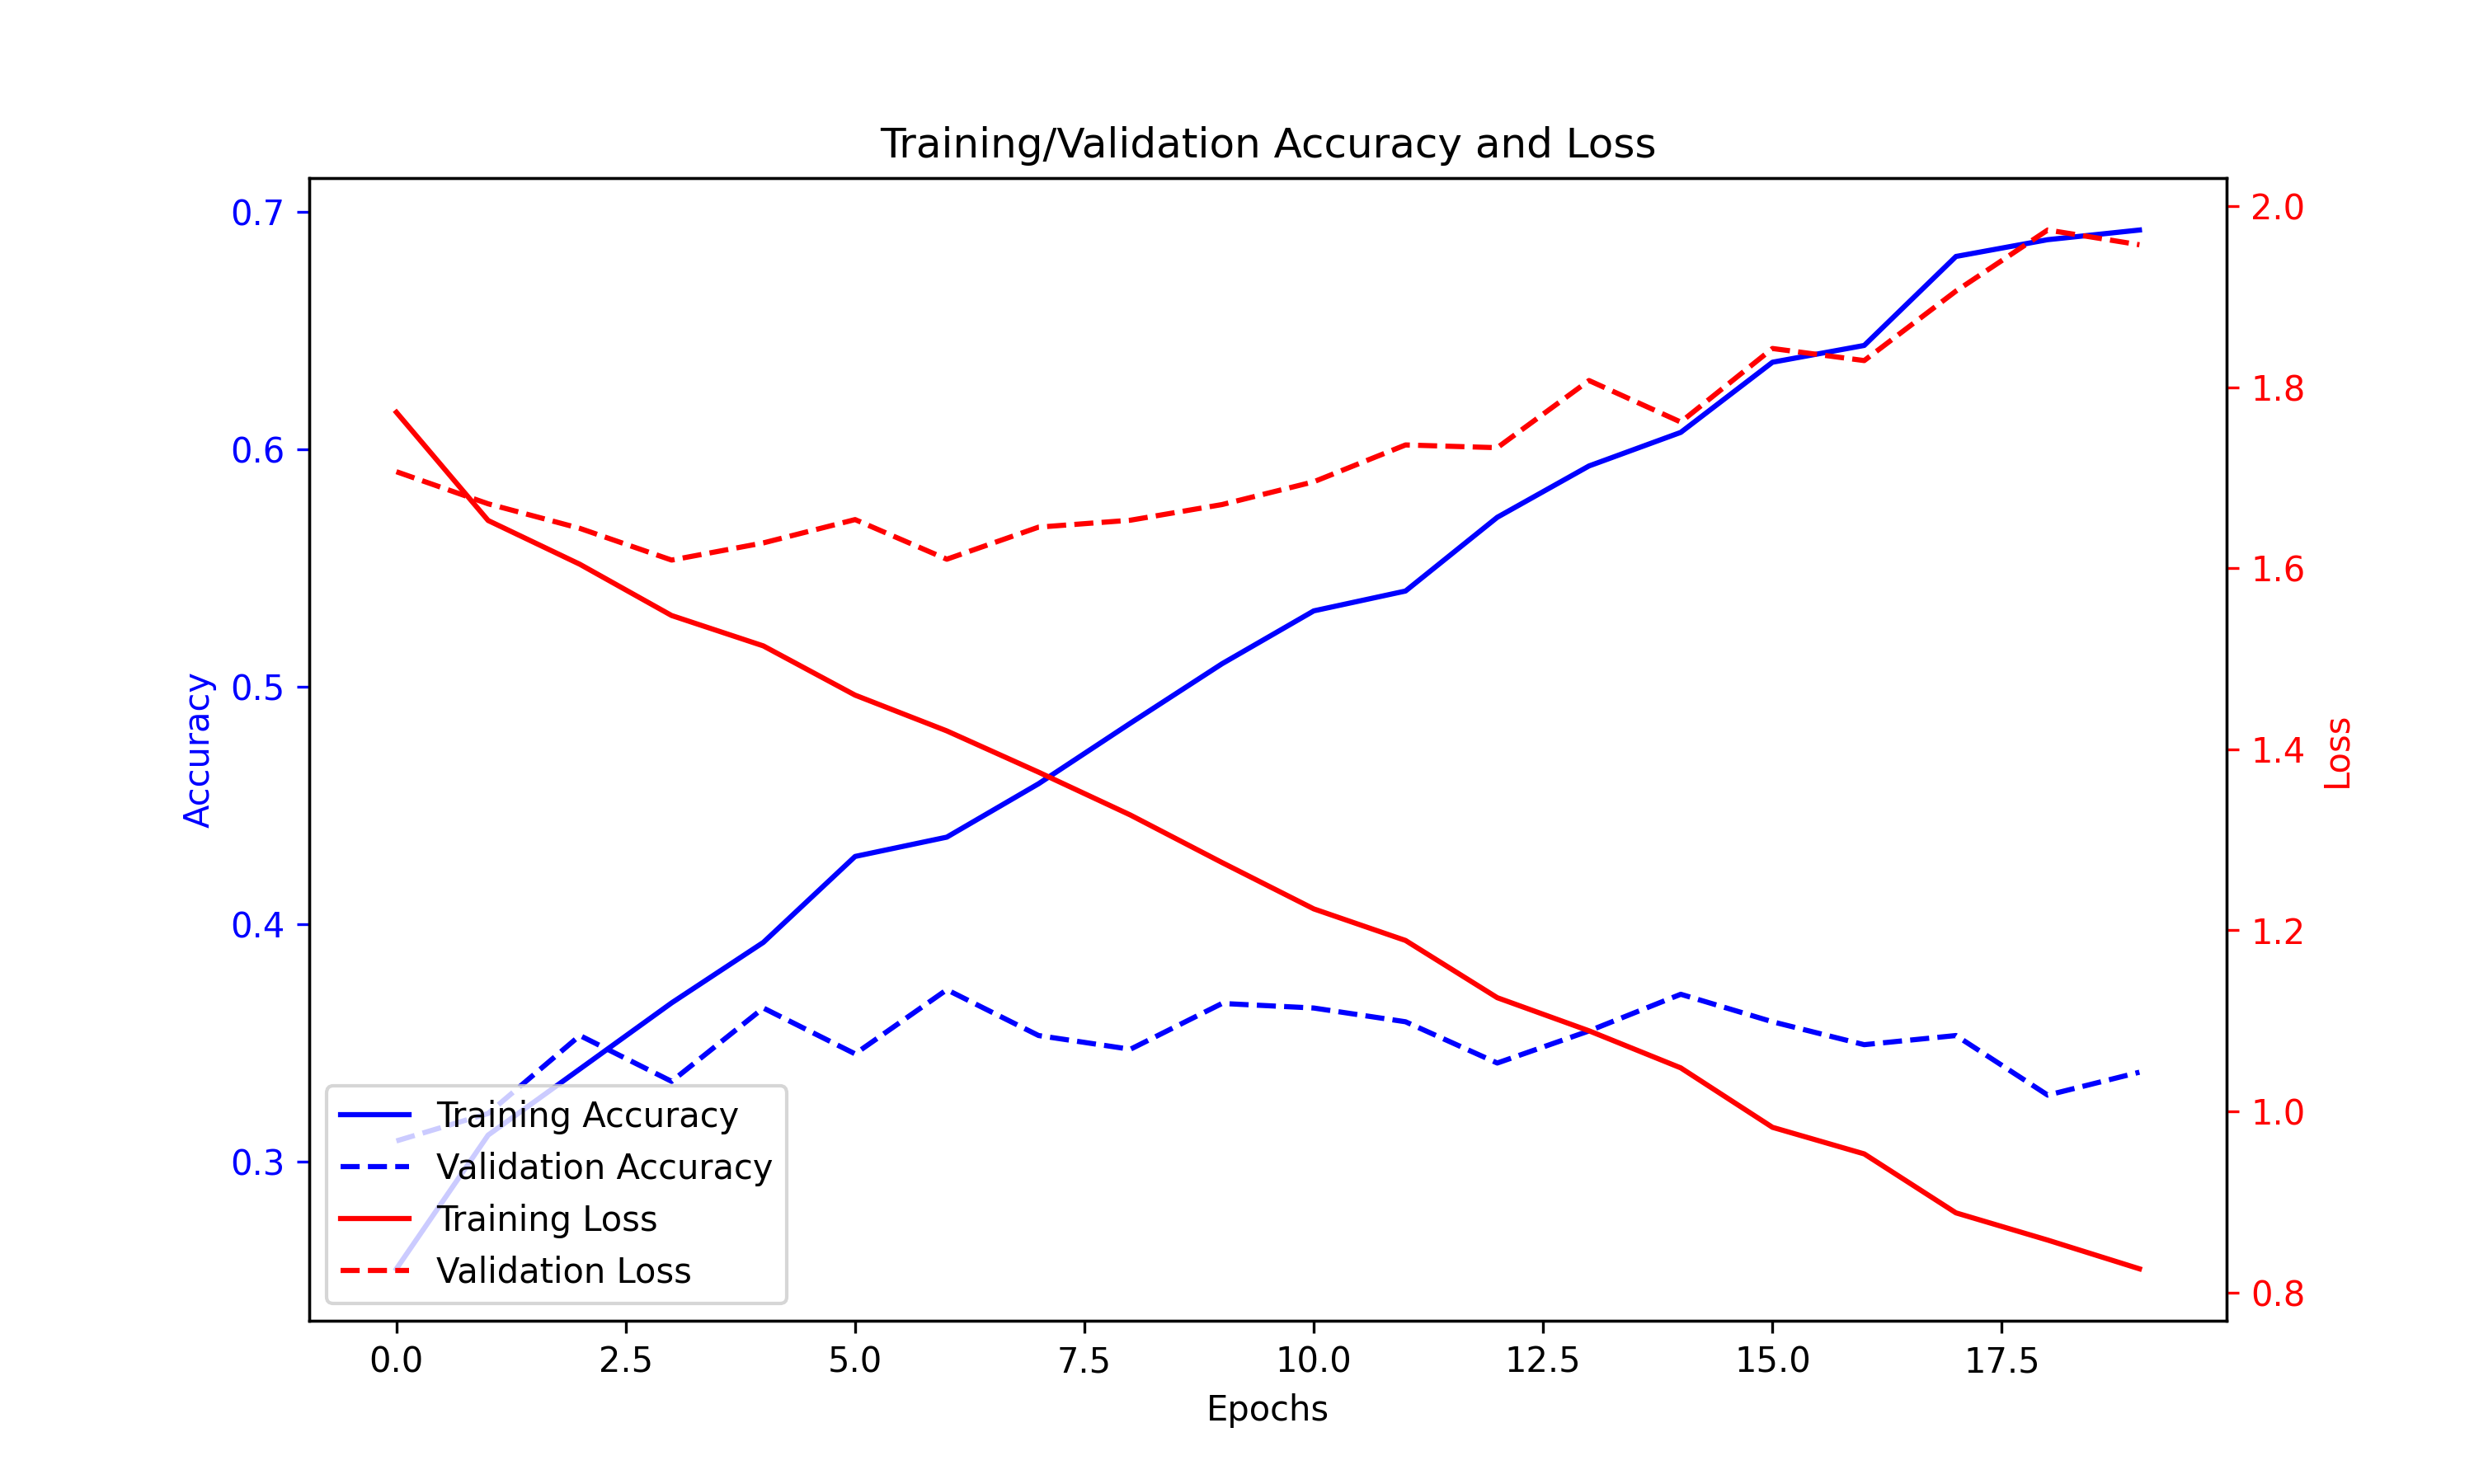 Training/Validation Accuracy and Loss
0.7
0.6
0.5
0.4
0.3
Accuracy
2.0
1.8
1.6
1.4
1.2
1.0
0.8
Loss
Training Accuracy
Validation Accuracy
Training Loss
Validation Loss
0.0 2.5 5.0 7.5 10.0 12.5 15.0 17.5
Epochs